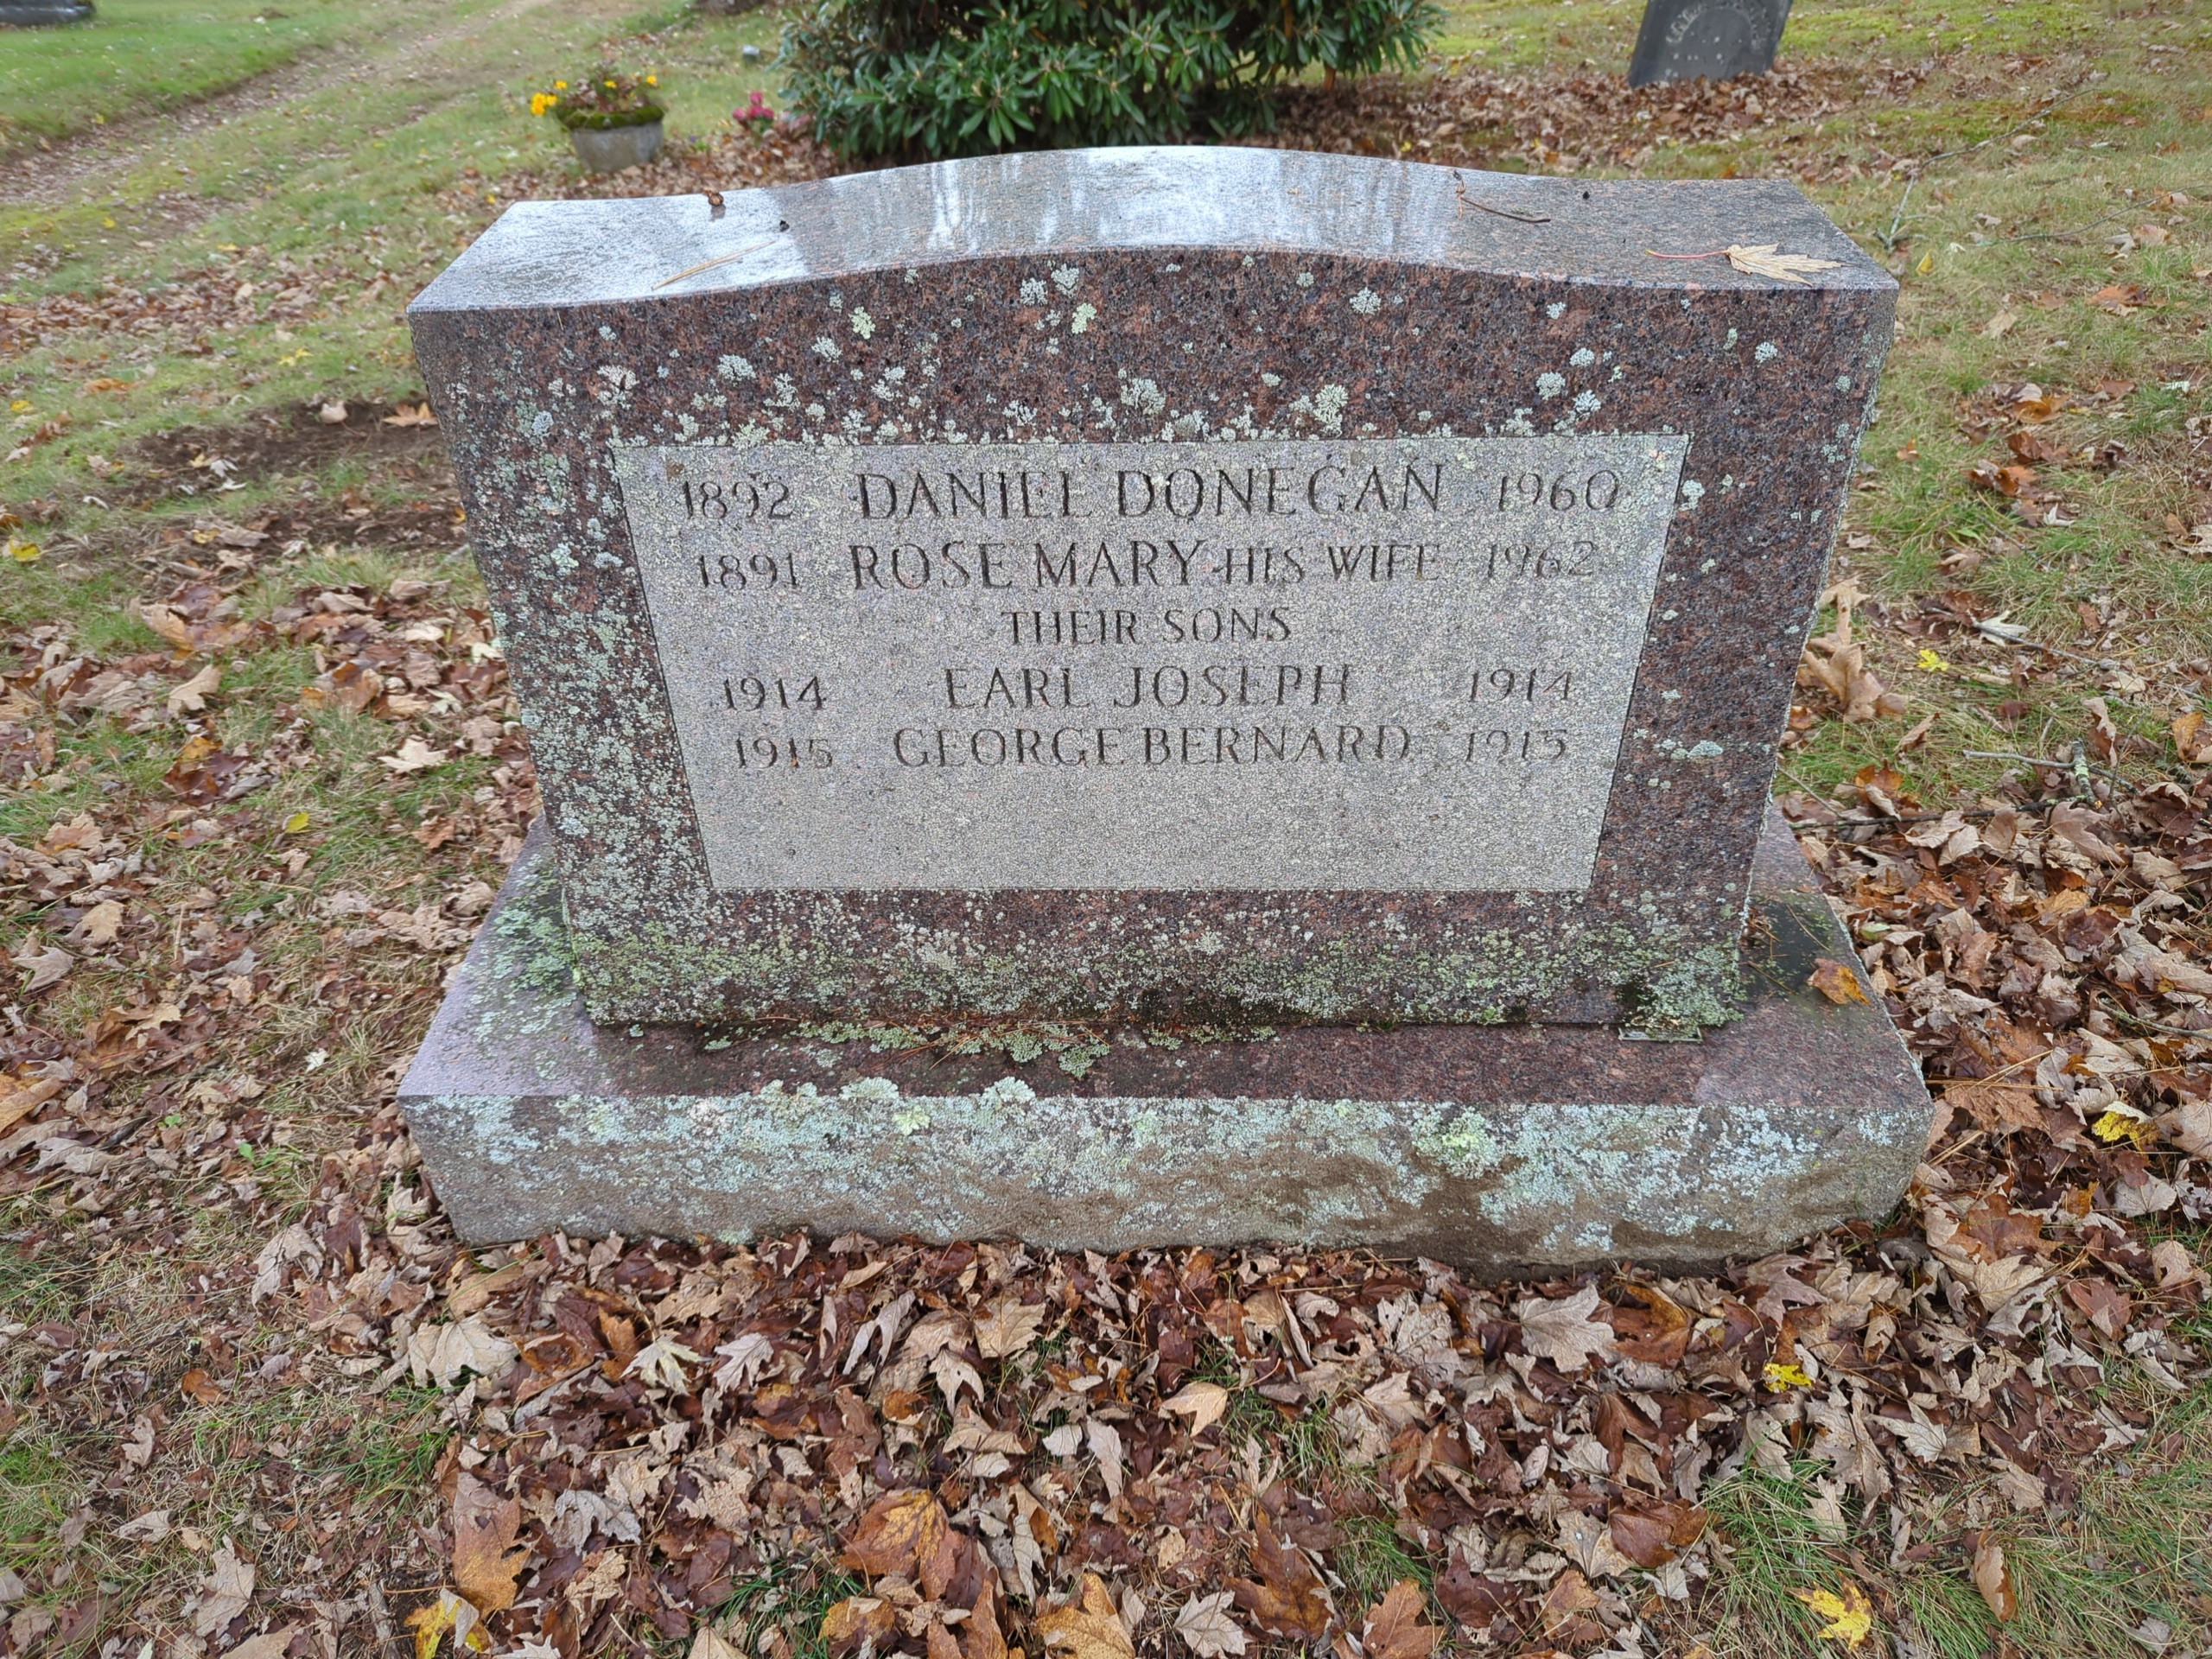 1892 DANIEL DONEGAN 1960
1891 ROSE MARY HIS WIFE 1962
THEIR SONS
1914 EARL JOSEPH 1914
1915 GEORGE BERNARD 1915